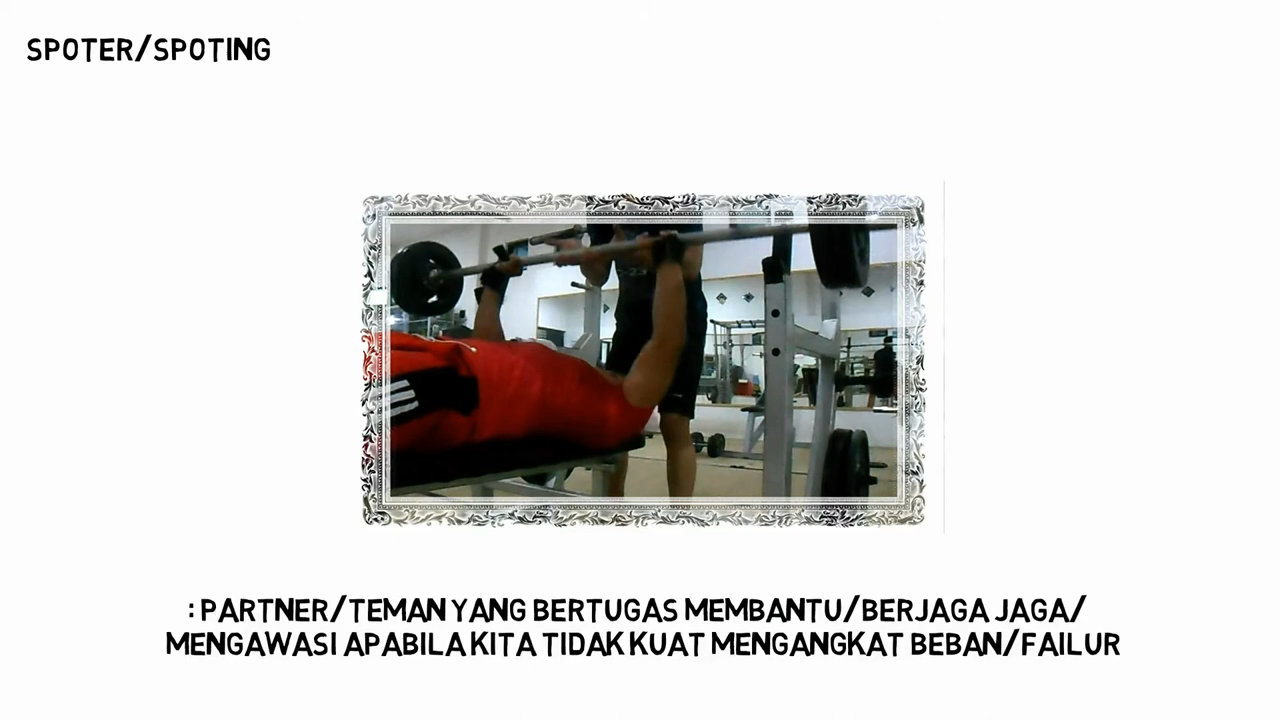 SPOTER/SPOTING
: PARTNER/TEMAN YANG BERTUGAS MEMBANTU/BERJAGA JAGA/
MENGAWASI APABILA KITA TIDAK KUAT MENGANGKAT BEBAN/FAILUR